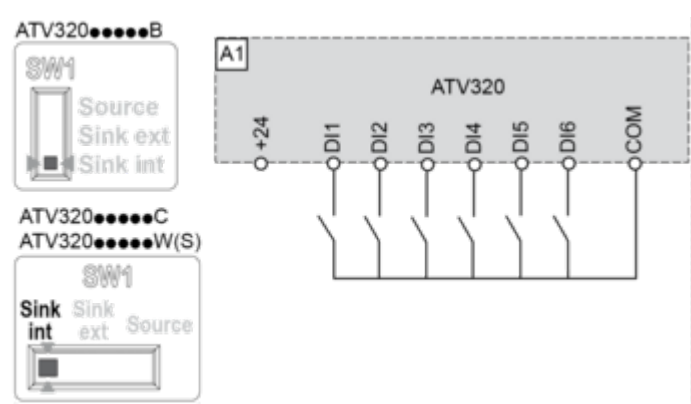 ATV320●●●●●B
SW1
Source
Sink ext
Sink int
ATV320●●●●●C
ATV320●●●●●W(S)
SW1
Sink int
Sink ext
Source
A1
ATV320
+24
DI1
DI2
DI3
DI4
DI5
DI6
COM